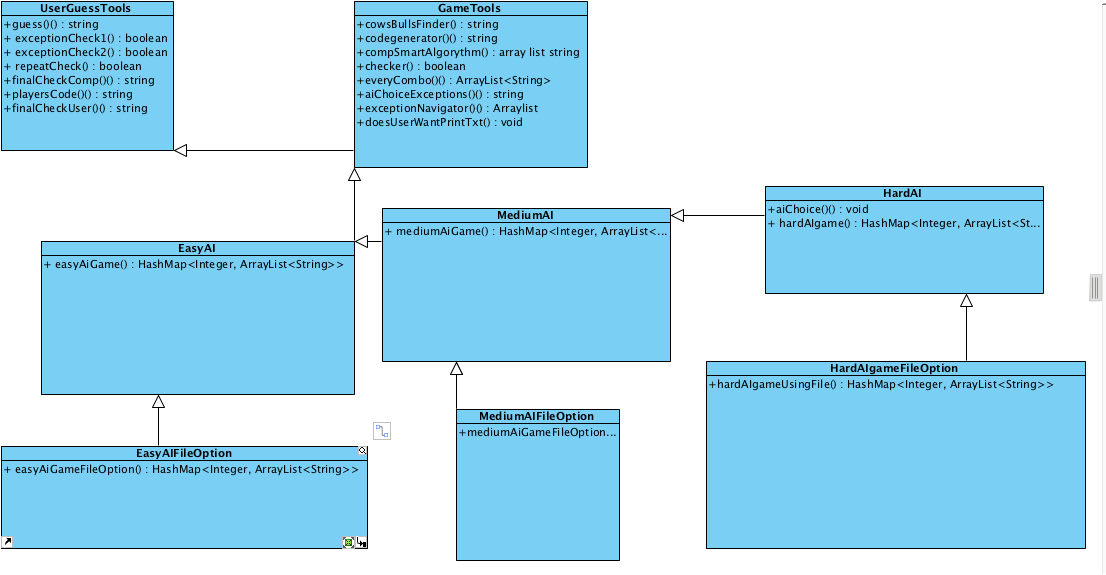 UserGuessTools
+guess()() : string
+ exceptionCheck1() : boolean
+ exceptionCheck2() : boolean
+ repeatCheck() : boolean
+finalCheckComp()() : string
+playersCode()() : string
+finalCheckUser()() : string
GameTools
+cowsBullsFinder() : string
+codegenerator()() : string
+compSmartAlgorythm() : array list string
+checker() : boolean
+everyCombo()() : ArrayList<String>
+aiChoiceExceptions() : string
+exceptionNavigator()() : Arraylist
+doesUserWantPrintTxt() : void
HardAI
+aiChoice()() : void
+ hardAIgame() : HashMap<Integer, ArrayList<St...
MediumAI
+ mediumAiGame() : HashMap<Integer, ArrayList<...
EasyAI
+ easyAiGame() : HashMap<Integer, ArrayList<String>>
HardAIgameFileOption
+hardAIgameUsingFile() : HashMap<Integer, ArrayList<String>>
MediumAIFileOption
+mediumAiGameFileOption...
EasyAIFileOption
+ easyAiGameFileOption() : HashMap<Integer, ArrayList<String>>